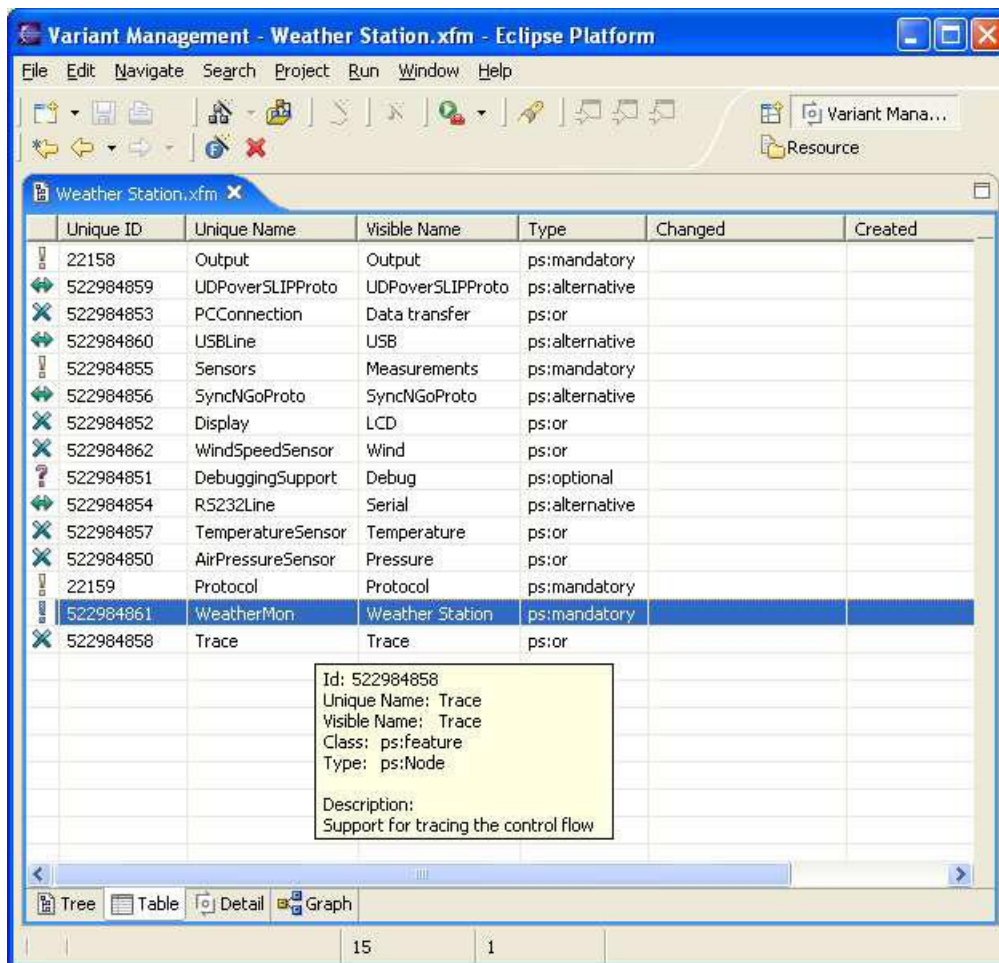 Variant Management - Weather Station.xfm - Eclipse Platform
File Edit Navigate Search Project Run Window Help
Variant Mana...
Resource
Weather Station.xfm
Unique ID Unique Name Visible Name Type Changed Created
22158 Output Output ps:mandatory
522984859 UDPoverSLIPProto UDPoverSLIPProto ps:alternative
522984853 PCConnection Data transfer ps:or
522984860 USBLine USB ps:alternative
522984855 Sensors Measurements ps:mandatory
522984856 SyncNGoProto SyncNGoProto ps:alternative
522984852 Display LCD ps:or
522984862 WindSpeedSensor Wind ps:or
522984851 DebuggingSupport Debug ps:optional
522984854 RS232Line Serial ps:alternative
522984857 TemperatureSensor Temperature ps:or
522984850 AirPressureSensor Pressure ps:or
22159 Protocol Protocol ps:mandatory
522984861 WeatherMon Weather Station ps:mandatory
522984858 Trace Trace ps:or
Id: 522984858
Unique Name: Trace
Visible Name: Trace
Class: ps:feature
Type: ps:Node
Description:
Support for tracing the control flow
Tree Table Detail Graph
15 1